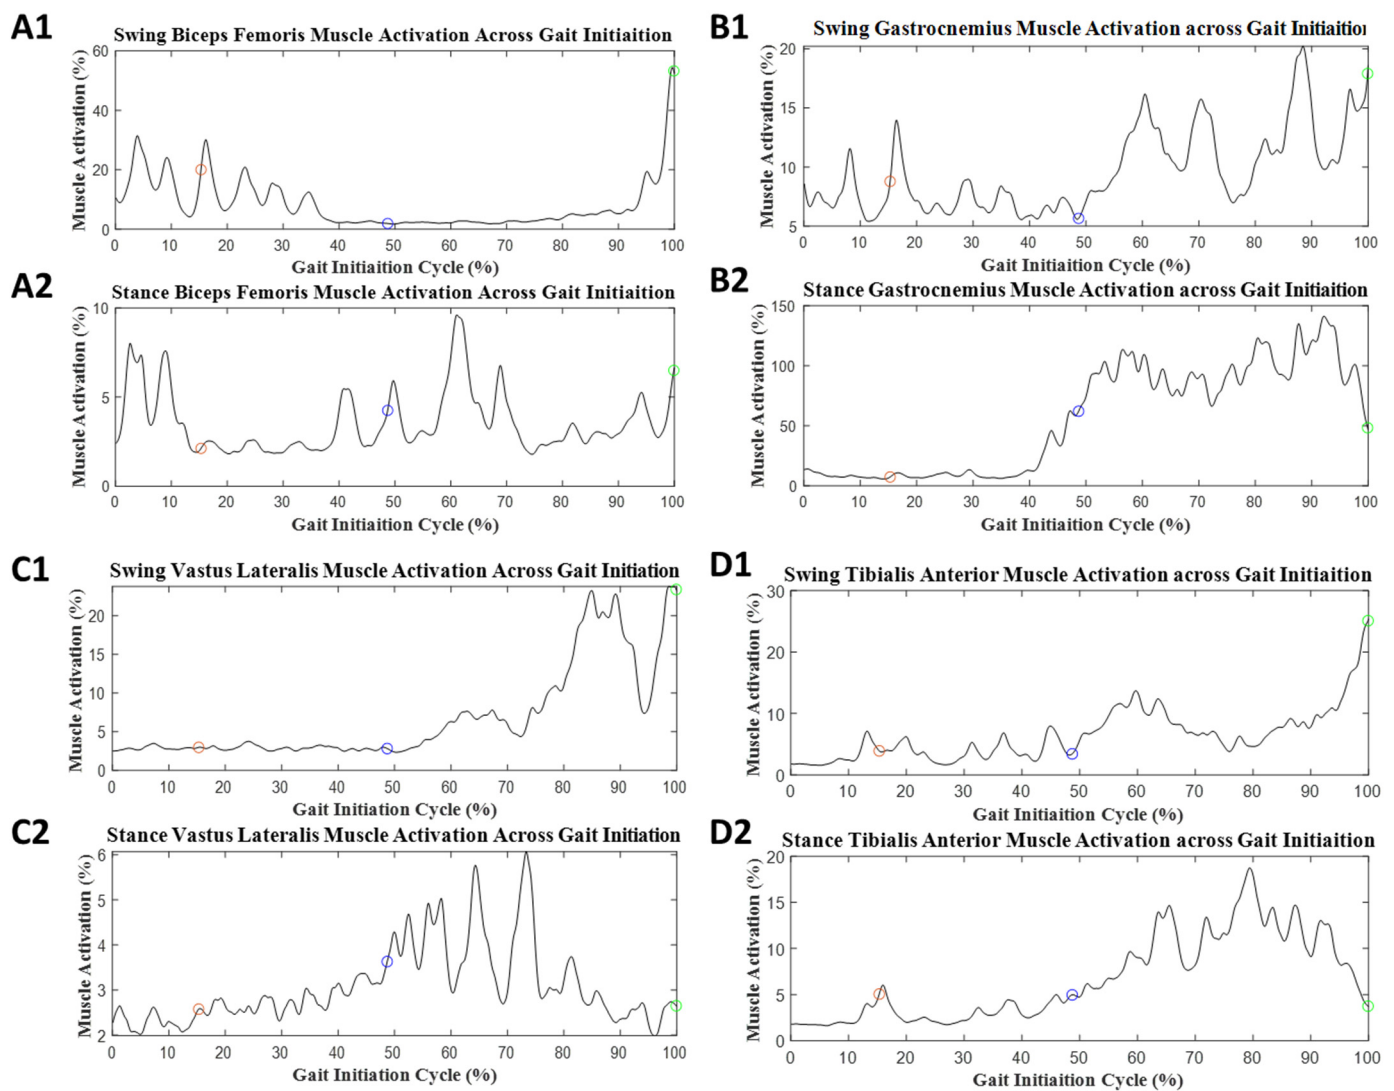 A1
Swing Biceps Femoris Muscle Activation Across Gait Initiaition
Muscle Activation (%)
60
40
20
0
0 10 20 30 40 50 60 70 80 90 100
Gait Initiaition Cycle (%)
B1
Swing Gastrocnemius Muscle Activation across Gait Initiaition
Muscle Activation (%)
20
15
10
5
0 10 20 30 40 50 60 70 80 90 100
Gait Initiaition Cycle (%)
A2
Stance Biceps Femoris Muscle Activation Across Gait Initiaition
Muscle Activation (%)
10
5
0
0 10 20 30 40 50 60 70 80 90 100
Gait Initiaition Cycle (%)
B2
Stance Gastrocnemius Muscle Activation across Gait Initiaition
Muscle Activation (%)
150
100
50
0
0 10 20 30 40 50 60 70 80 90 100
Gait Initiaition Cycle (%)
C1
Swing Vastus Lateralis Muscle Activation Across Gait Initiation
Muscle Activation (%)
20
15
10
5
0
0 10 20 30 40 50 60 70 80 90 100
Gait Initiation Cycle (%)
D1
Swing Tibialis Anterior Muscle Activation across Gait Initiaition
Muscle Activation (%)
30
20
10
0
0 10 20 30 40 50 60 70 80 90 100
Gait Initiaition Cycle (%)
C2
Stance Vastus Lateralis Muscle Activation Across Gait Initiation
Muscle Activation (%)
6
5
4
3
2
0 10 20 30 40 50 60 70 80 90 100
Gait Initiaition Cycle (%)
D2
Stance Tibialis Anterior Muscle Activation across Gait Initiaition
Muscle Activation (%)
20
15
10
5
0
0 10 20 30 40 50 60 70 80 90 100
Gait Initiaition Cycle (%)